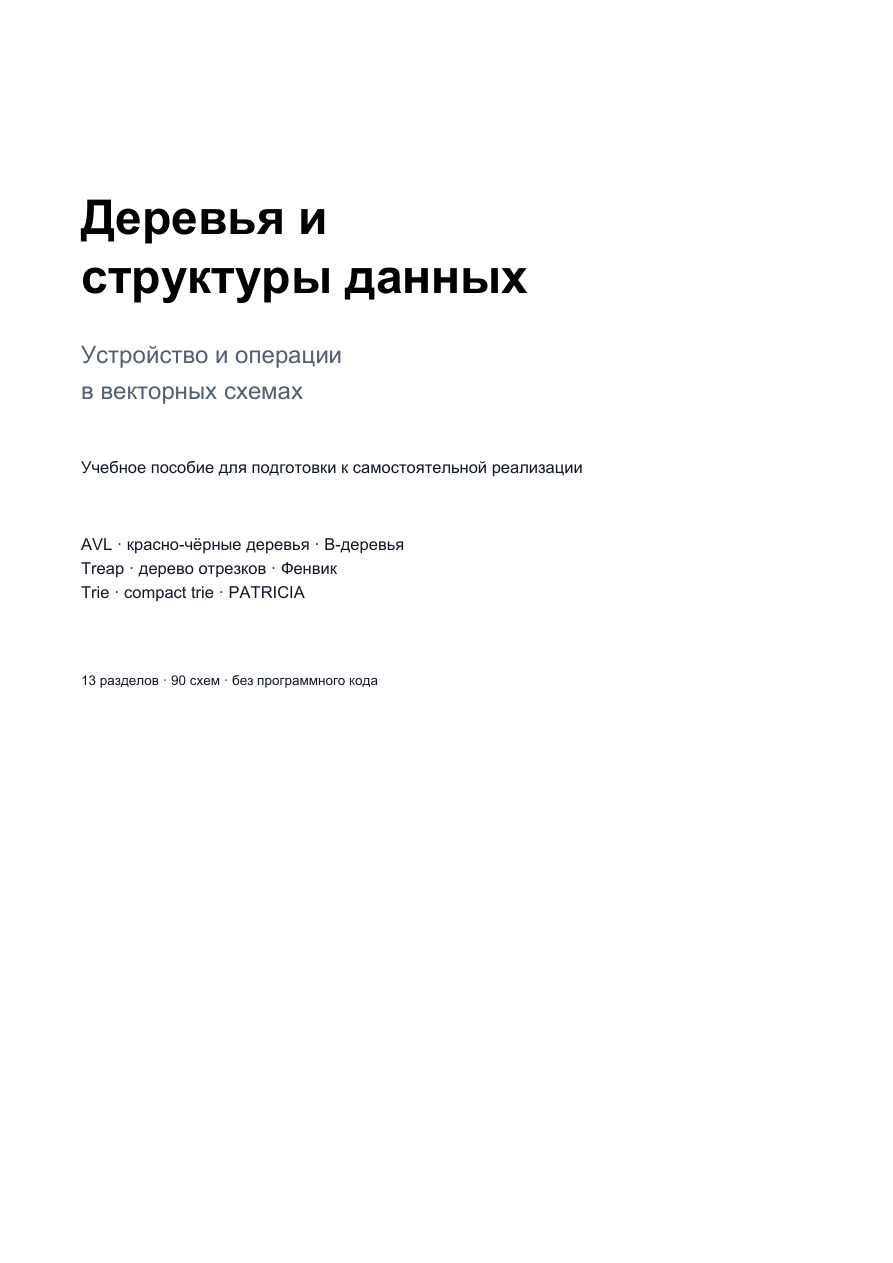 Деревья и
структуры данных
Устройство и операции
в векторных схемах
Учебное пособие для подготовки к самостоятельной реализации
AVL · красно-чёрные деревья · B-деревья
Treap · дерево отрезков · Фенвик
Trie · compact trie · PATRICIA
13 разделов · 90 схем · без программного кода